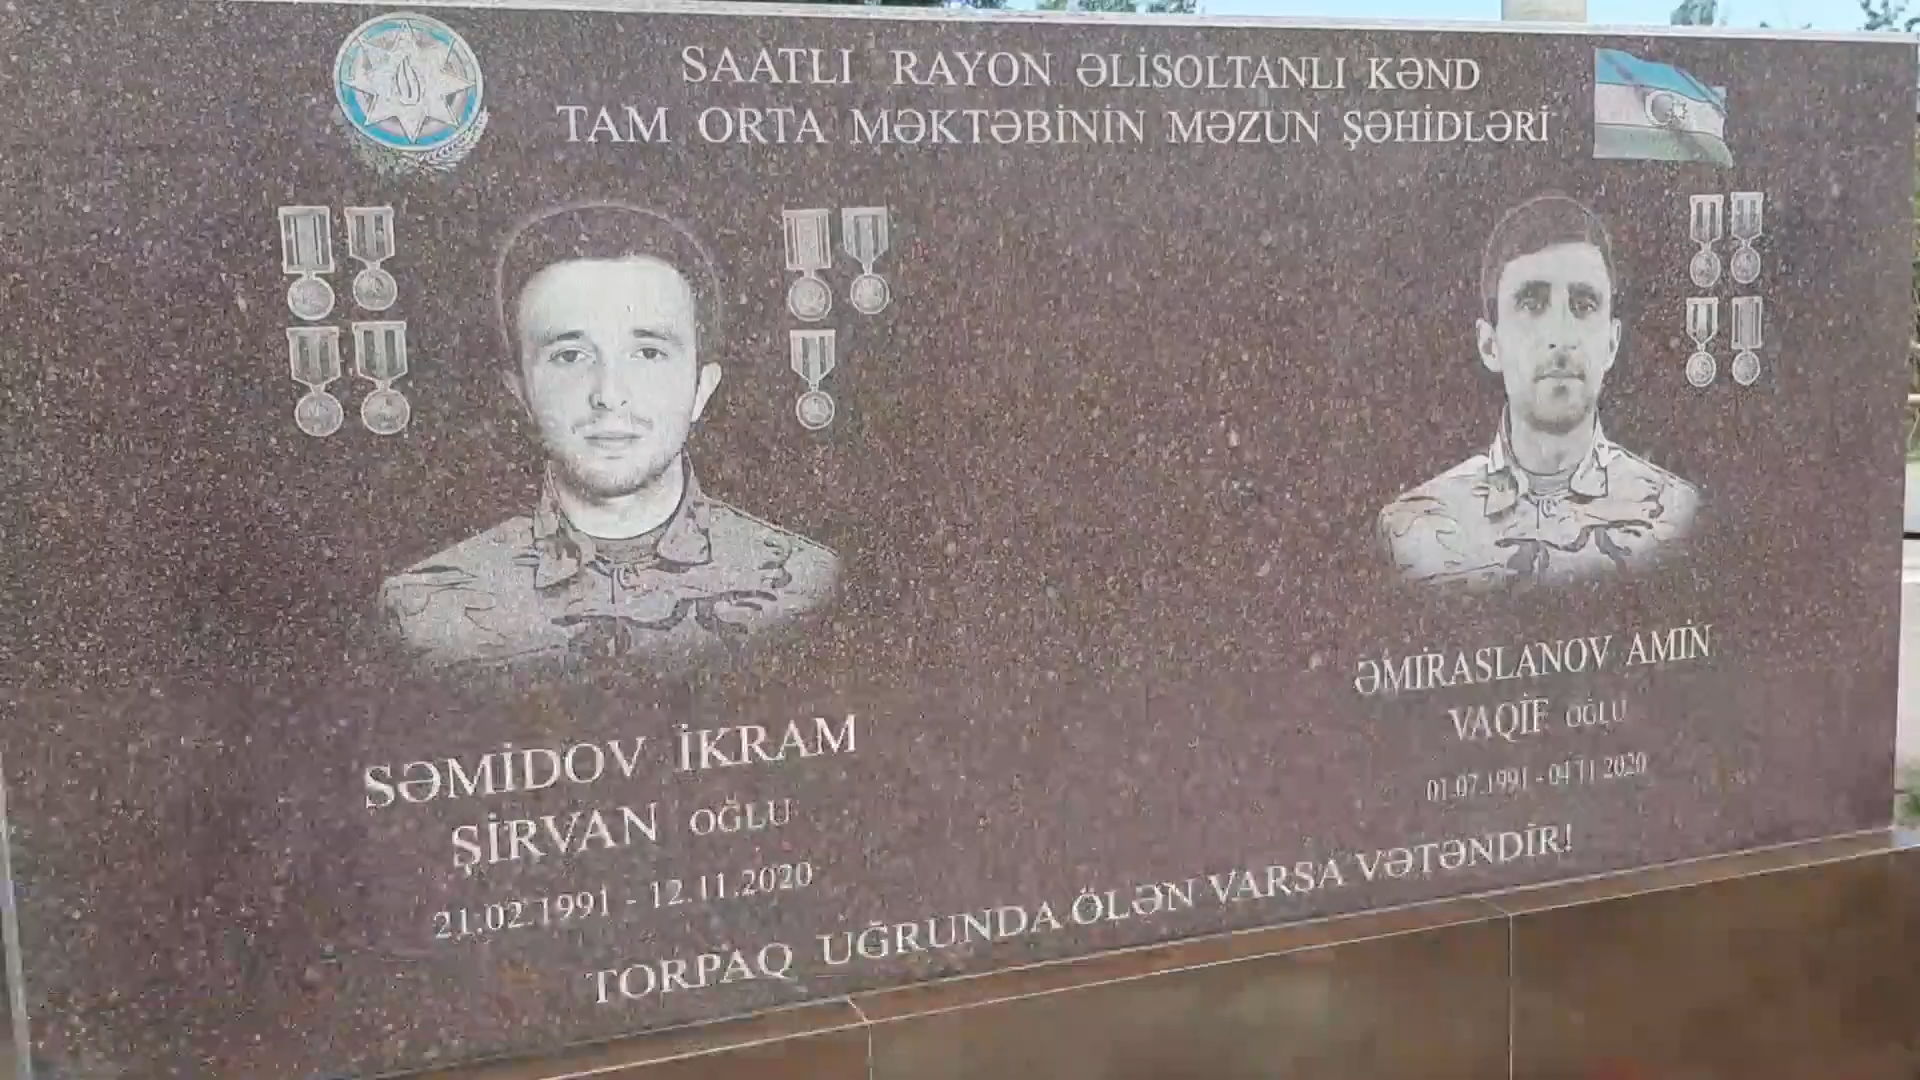 SAATLI RAYON ƏLİSOLTANLI KƏND
TAM ORTA MƏKTƏBİNİN MƏZUN ŞƏHİDLƏRİ
SƏMİDOV İKRAM
ŞİRVAN OĞLU
21.02.1991 - 12.11.2020
ƏMİRASLANOV AMİN
VAQİF OĞLU
01.07.1991 - 04.11.2020
TORPAQ UĞRUNDA ÖLƏN VARSA VƏTƏNDİR!